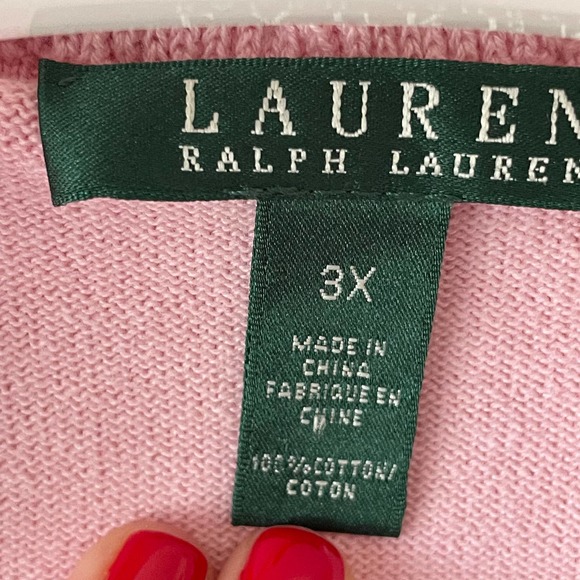 LAUREN
RALPH LAUREN
3X
MADE IN
CHINA
FABRIQUE EN
CHINE
100% COTTON/
COTON